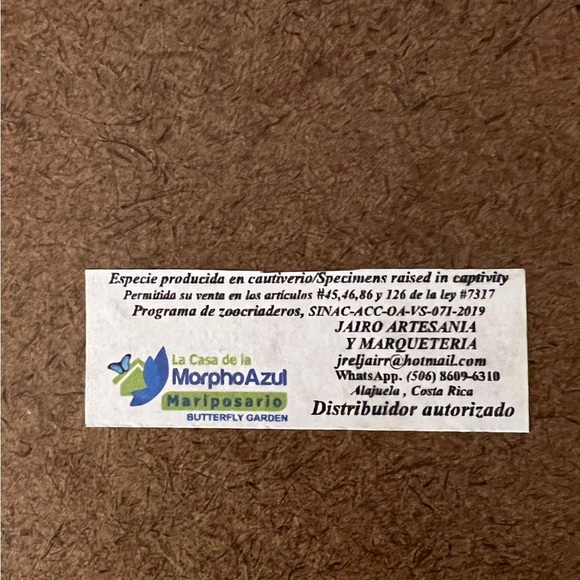 Especie producida en cautiverio/Specimens raised in captivity
Permitida su venta en los artículos #45,46,86 y 126 de la ley #7317
Programa de zoocriaderos, SINAC-ACC-OA-VS-071-2019
JAIRO ARTESANIA
Y MARQUETERIA
jreljairr@hotmail.com
WhatsApp. (506) 8609-6310
Alajuela , Costa Rica
Distribuidor autorizado
La Casa de la
MorphoAzul
Mariposario
BUTTERFLY GARDEN